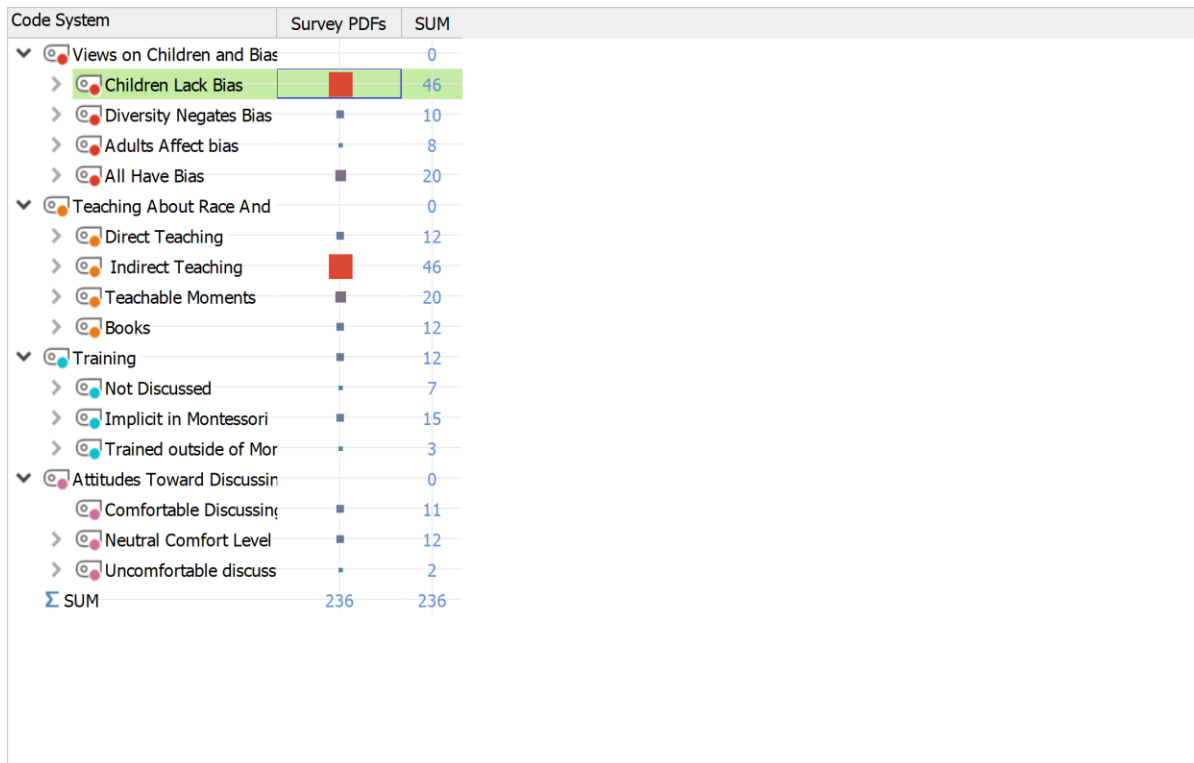 Code System Survey PDFs SUM
Views on Children and Bias 0
Children Lack Bias 46
Diversity Negates Bias 10
Adults Affect bias 8
All Have Bias 20
Teaching About Race And 0
Direct Teaching 12
Indirect Teaching 46
Teachable Moments 20
Books 12
Training 12
Not Discussed 7
Implicit in Montessori 15
Trained outside of Mor 3
Attitudes Toward Discussin 0
Comfortable Discussing 11
Neutral Comfort Level 12
Uncomfortable discuss 2
Σ SUM 236 236